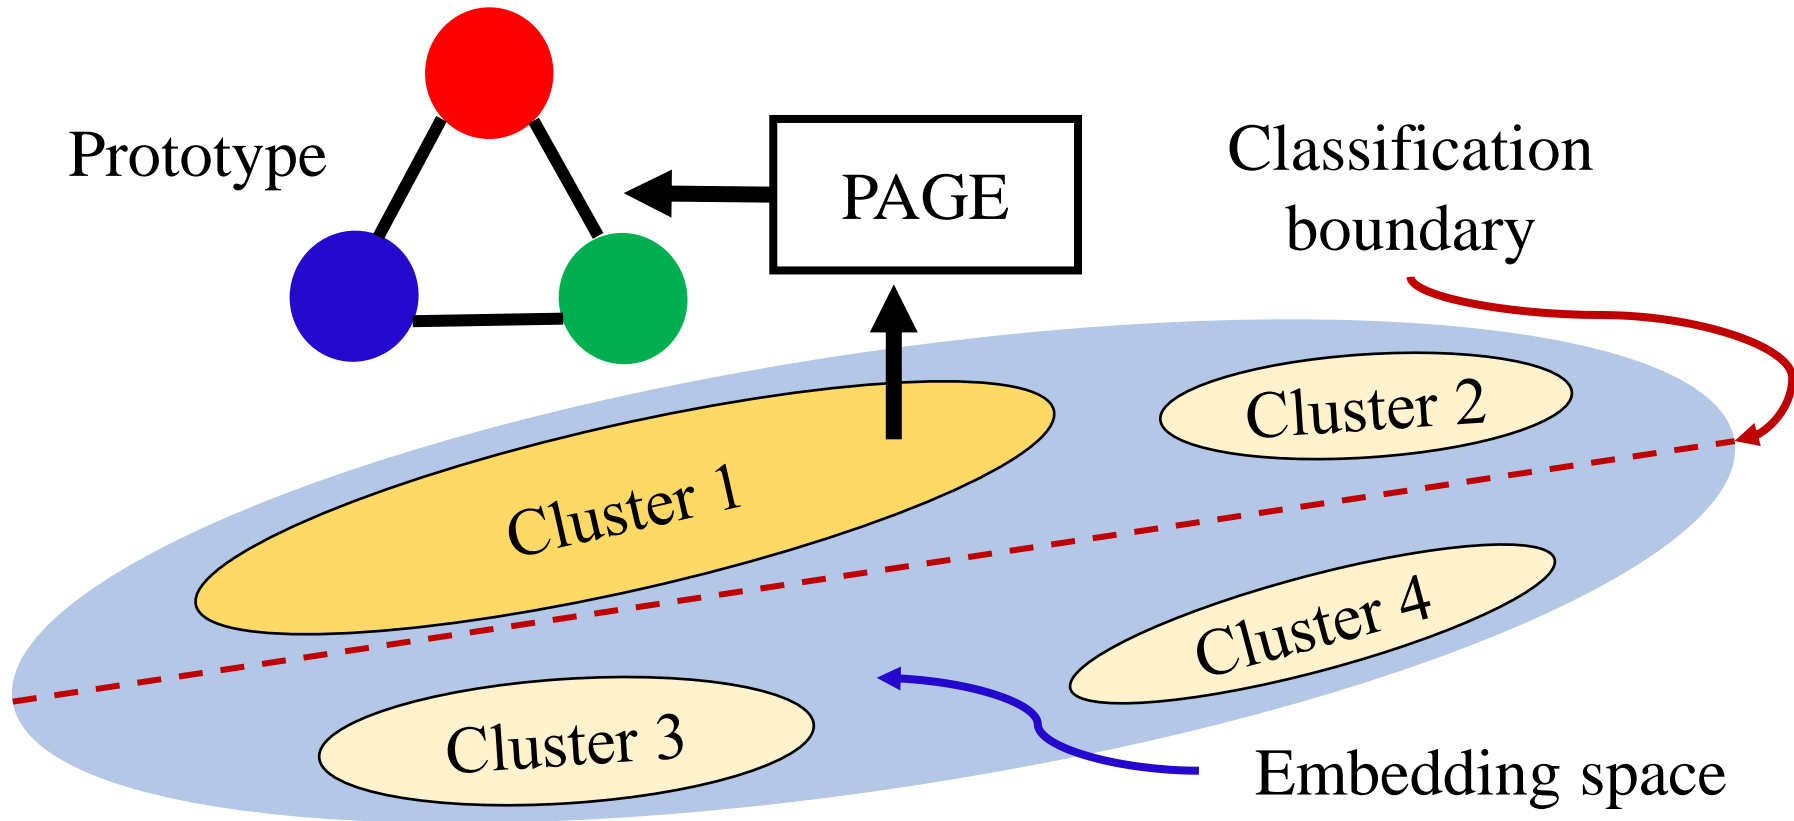 Prototype
PAGE
Classification
boundary
Cluster 1
Cluster 2
Cluster 3
Cluster 4
Embedding space